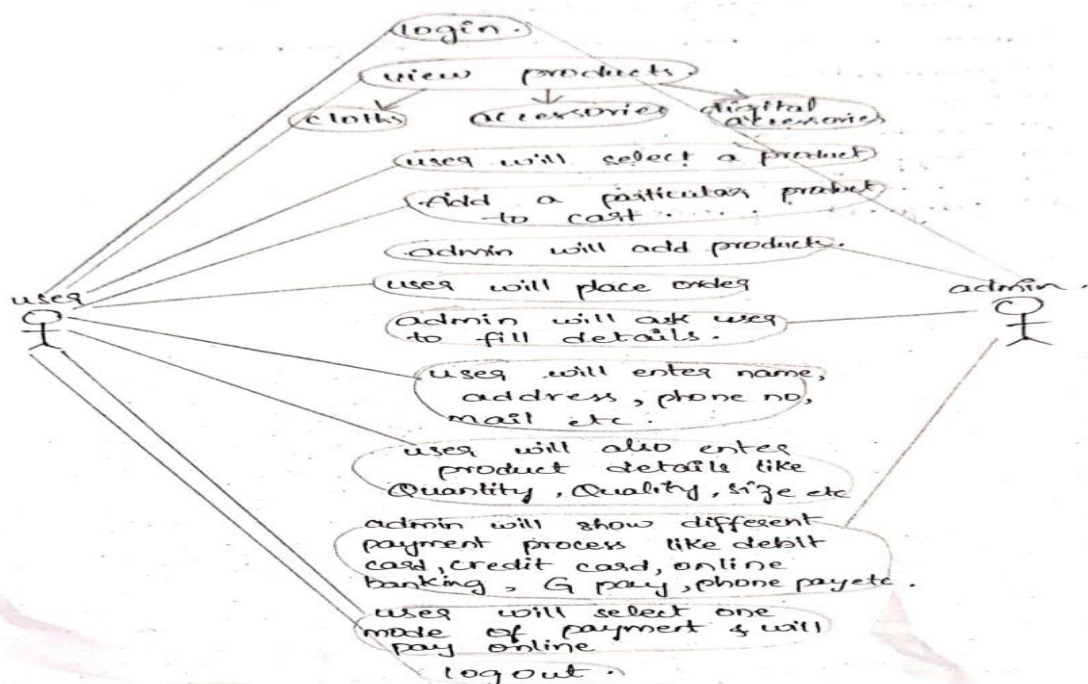 login.
view products.
cloths accessories digital
accessories
user will select a product
Add a particular product
to cart
admin will add products.
user admin.
user will place order
admin will ask user
to fill details.
user will enter name,
address, phone no,
mail etc.
user will also enter
product details like
Quantity, Quality, size etc
admin will show different
payment process like debit
card, credit card, online
banking, G pay, phone pay etc.
user will select one
mode of payment & will
pay online
logout.